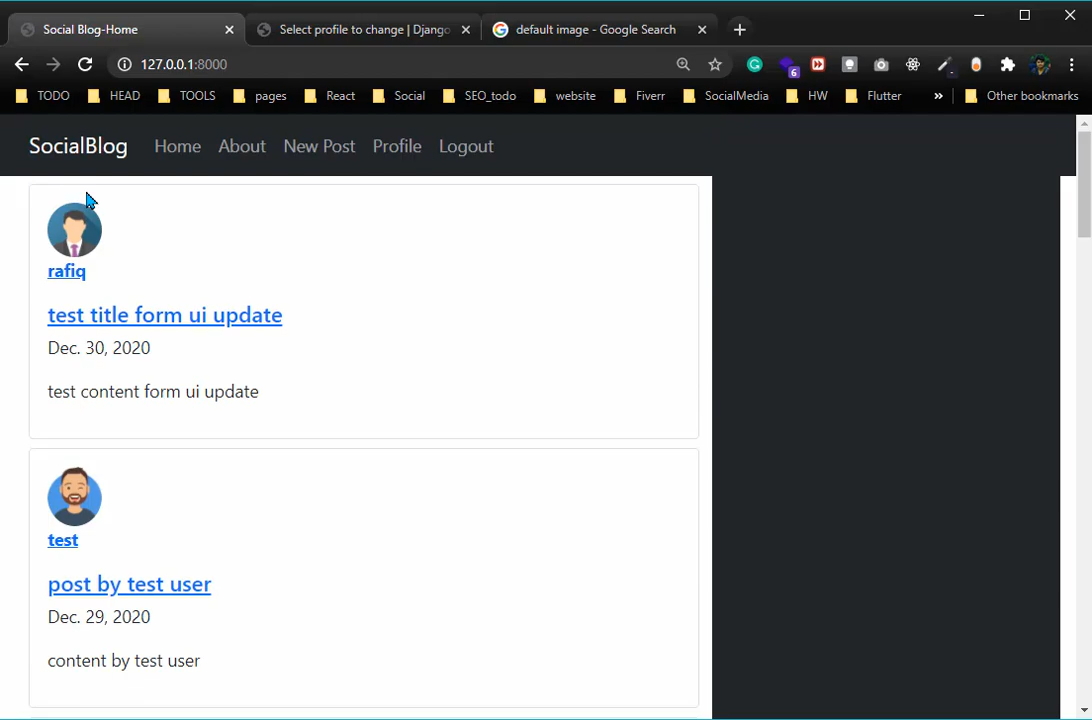 Social Blog-Home
Select profile to change | Django
default image - Google Search
127.0.0.1:8000
6
TODO HEAD TOOLS pages React Social SEO_todo website Fiverr SocialMedia HW Flutter » Other bookmarks
SocialBlog Home About New Post Profile Logout
rafiq
test title form ui update
Dec. 30, 2020
test content form ui update
test
post by test user
Dec. 29, 2020
content by test user